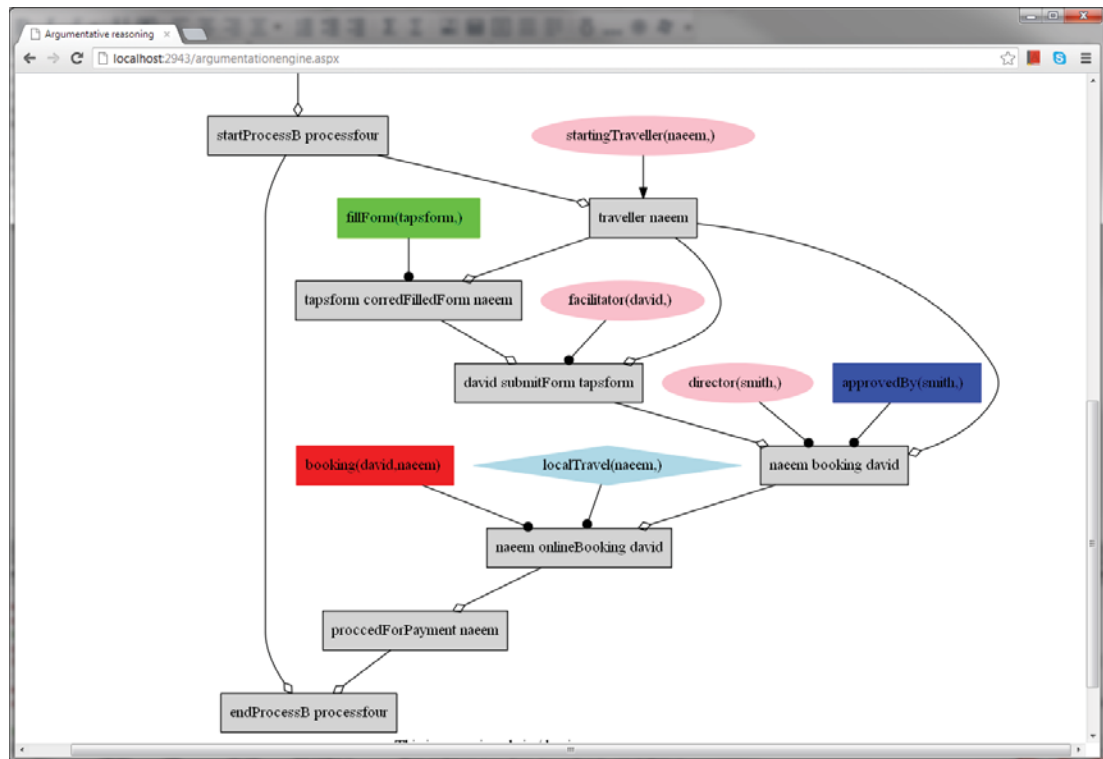 Argumentative reasoning
localhost:2943/argumentationengine.aspx
startProcessB processfour
startingTraveller(naeem,)
fillForm(tapsform,)
traveller naeem
tapsform corredFilledForm naeem
facilitator(david,)
david submitForm tapsform
director(smith,)
approvedBy(smith,)
booking(david,naeem)
localTravel(naeem,)
naeem booking david
naeem onlineBooking david
proccedForPayment naeem
endProcessB processfour